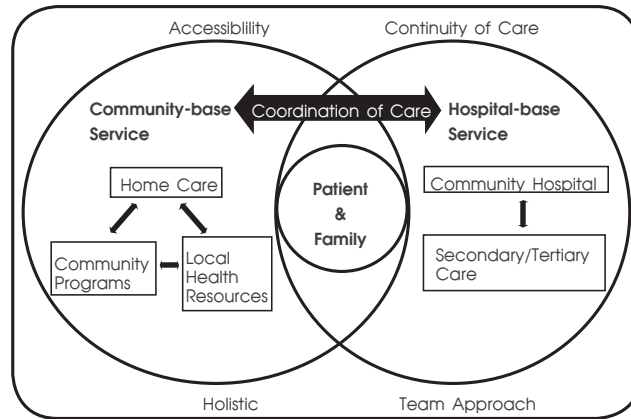 Accessiblility
Continuity of Care
Community-base
Service
Coordination of Care
Hospital-base
Service
Home Care
Community
Programs
Local
Health
Resources
Patient
&
Family
Community Hospital
Secondary/Tertiary
Care
Holistic
Team Approach